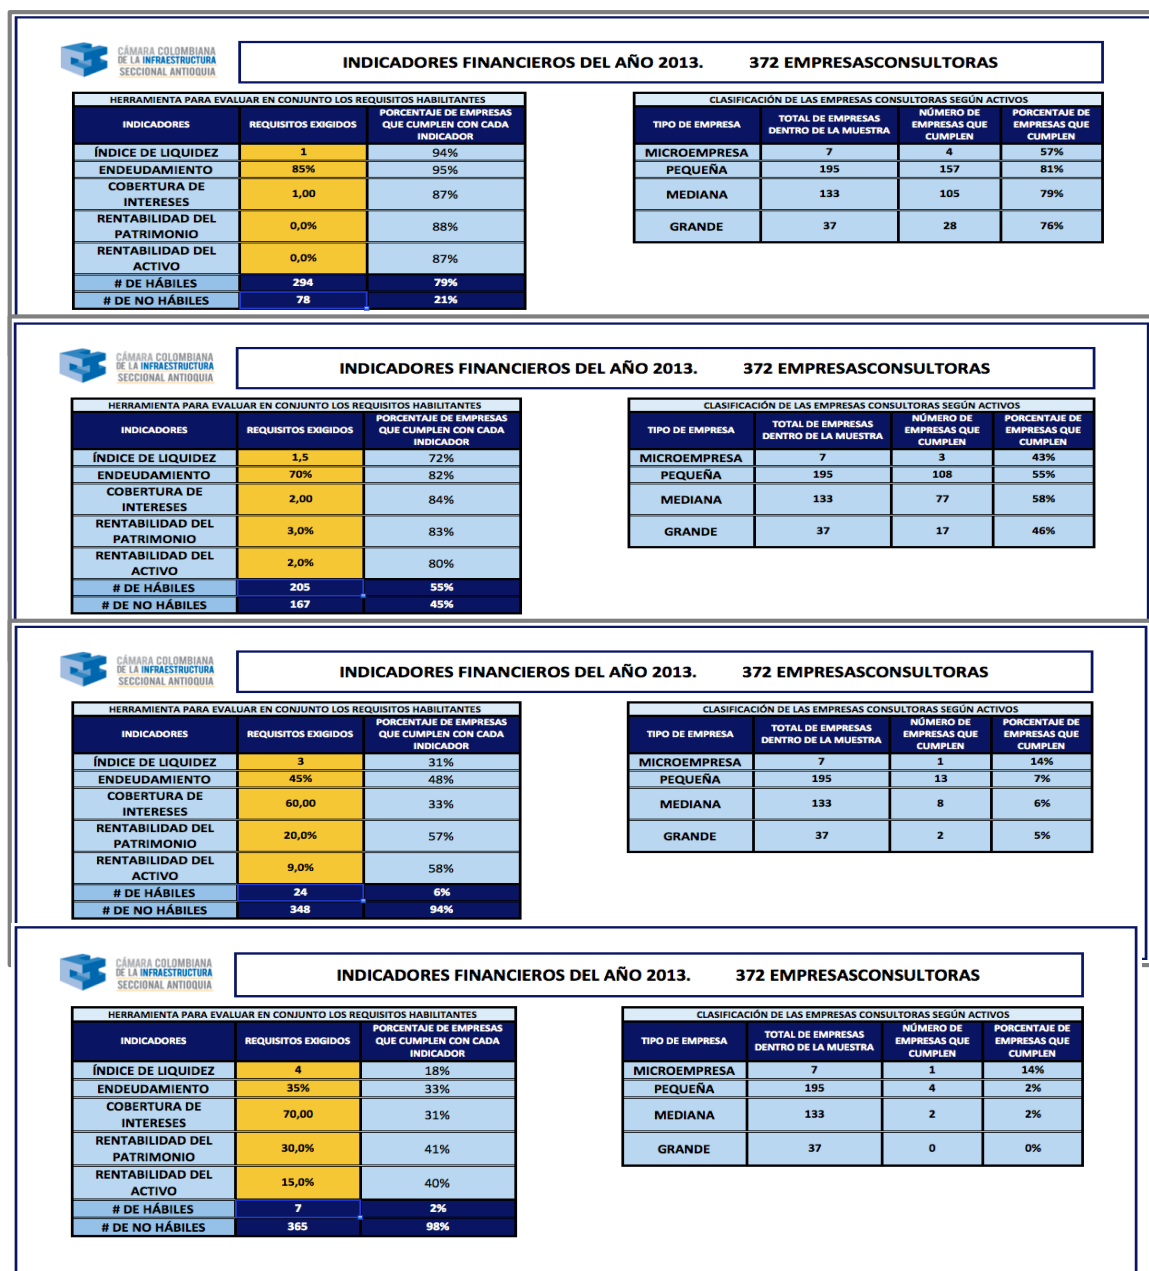 CÁMARA COLOMBIANA
DE LA INFRAESTRUCTURA
SECCIONAL ANTIOQUIA
INDICADORES FINANCIEROS DEL AÑO 2013. 372 EMPRESASCONSULTORAS
HERRAMIENTA PARA EVALUAR EN CONJUNTO LOS REQUISITOS HABILITANTES
INDICADORES REQUISITOS EXIGIDOS PORCENTAJE DE EMPRESAS QUE CUMPLEN CON CADA INDICADOR
ÍNDICE DE LIQUIDEZ 1 94%
ENDEUDAMIENTO 85% 95%
COBERTURA DE INTERESES 1,00 87%
RENTABILIDAD DEL PATRIMONIO 0,0% 88%
RENTABILIDAD DEL ACTIVO 0,0% 87%
# DE HÁBILES 294 79%
# DE NO HÁBILES 78 21%
CLASIFICACIÓN DE LAS EMPRESAS CONSULTORAS SEGÚN ACTIVOS
TIPO DE EMPRESA TOTAL DE EMPRESAS DENTRO DE LA MUESTRA NÚMERO DE EMPRESAS QUE CUMPLEN PORCENTAJE DE EMPRESAS QUE CUMPLEN
MICROEMPRESA 7 4 57%
PEQUEÑA 195 157 81%
MEDIANA 133 105 79%
GRANDE 37 28 76%
CÁMARA COLOMBIANA
DE LA INFRAESTRUCTURA
SECCIONAL ANTIOQUIA
INDICADORES FINANCIEROS DEL AÑO 2013. 372 EMPRESASCONSULTORAS
HERRAMIENTA PARA EVALUAR EN CONJUNTO LOS REQUISITOS HABILITANTES
INDICADORES REQUISITOS EXIGIDOS PORCENTAJE DE EMPRESAS QUE CUMPLEN CON CADA INDICADOR
ÍNDICE DE LIQUIDEZ 1,5 72%
ENDEUDAMIENTO 70% 82%
COBERTURA DE INTERESES 2,00 84%
RENTABILIDAD DEL PATRIMONIO 3,0% 83%
RENTABILIDAD DEL ACTIVO 2,0% 80%
# DE HÁBILES 205 55%
# DE NO HÁBILES 167 45%
CLASIFICACIÓN DE LAS EMPRESAS CONSULTORAS SEGÚN ACTIVOS
TIPO DE EMPRESA TOTAL DE EMPRESAS DENTRO DE LA MUESTRA NÚMERO DE EMPRESAS QUE CUMPLEN PORCENTAJE DE EMPRESAS QUE CUMPLEN
MICROEMPRESA 7 3 43%
PEQUEÑA 195 108 55%
MEDIANA 133 77 58%
GRANDE 37 17 46%
CÁMARA COLOMBIANA
DE LA INFRAESTRUCTURA
SECCIONAL ANTIOQUIA
INDICADORES FINANCIEROS DEL AÑO 2013. 372 EMPRESASCONSULTORAS
HERRAMIENTA PARA EVALUAR EN CONJUNTO LOS REQUISITOS HABILITANTES
INDICADORES REQUISITOS EXIGIDOS PORCENTAJE DE EMPRESAS QUE CUMPLEN CON CADA INDICADOR
ÍNDICE DE LIQUIDEZ 3 31%
ENDEUDAMIENTO 45% 48%
COBERTURA DE INTERESES 60,00 33%
RENTABILIDAD DEL PATRIMONIO 20,0% 57%
RENTABILIDAD DEL ACTIVO 9,0% 58%
# DE HÁBILES 24 6%
# DE NO HÁBILES 348 94%
CLASIFICACIÓN DE LAS EMPRESAS CONSULTORAS SEGÚN ACTIVOS
TIPO DE EMPRESA TOTAL DE EMPRESAS DENTRO DE LA MUESTRA NÚMERO DE EMPRESAS QUE CUMPLEN PORCENTAJE DE EMPRESAS QUE CUMPLEN
MICROEMPRESA 7 1 14%
PEQUEÑA 195 13 7%
MEDIANA 133 8 6%
GRANDE 37 2 5%
CÁMARA COLOMBIANA
DE LA INFRAESTRUCTURA
SECCIONAL ANTIOQUIA
INDICADORES FINANCIEROS DEL AÑO 2013. 372 EMPRESASCONSULTORAS
HERRAMIENTA PARA EVALUAR EN CONJUNTO LOS REQUISITOS HABILITANTES
INDICADORES REQUISITOS EXIGIDOS PORCENTAJE DE EMPRESAS QUE CUMPLEN CON CADA INDICADOR
ÍNDICE DE LIQUIDEZ 4 18%
ENDEUDAMIENTO 35% 33%
COBERTURA DE INTERESES 70,00 31%
RENTABILIDAD DEL PATRIMONIO 30,0% 41%
RENTABILIDAD DEL ACTIVO 15,0% 40%
# DE HÁBILES 7 2%
# DE NO HÁBILES 365 98%
CLASIFICACIÓN DE LAS EMPRESAS CONSULTORAS SEGÚN ACTIVOS
TIPO DE EMPRESA TOTAL DE EMPRESAS DENTRO DE LA MUESTRA NÚMERO DE EMPRESAS QUE CUMPLEN PORCENTAJE DE EMPRESAS QUE CUMPLEN
MICROEMPRESA 7 1 14%
PEQUEÑA 195 4 2%
MEDIANA 133 2 2%
GRANDE 37 0 0%